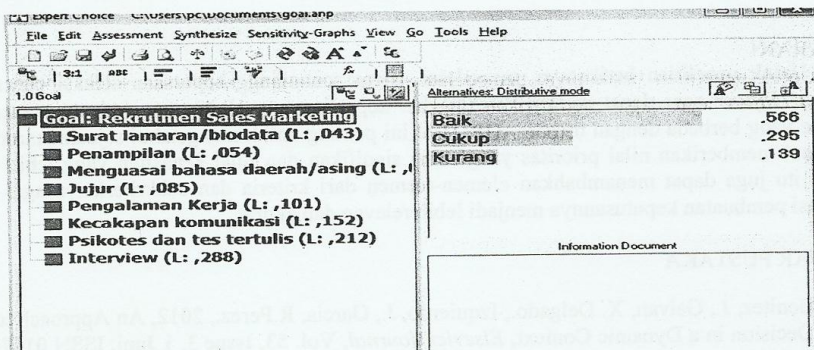 Expert Choice C:\Users\pc\Documents\goal.anp
File Edit Assessment Synthesize Sensitivity-Graphs View Go Tools Help
3:1 ABC
1.0 Goal
Goal: Rekrutmen Sales Marketing
Surat lamaran/biodata (L: ,043)
Penampilan (L: ,054)
Menguasai bahasa daerah/asing (L: ,
Jujur (L: ,085)
Pengalaman Kerja (L: ,101)
Kecakapan komunikasi (L: ,152)
Psikotes dan tes tertulis (L: ,212)
Interview (L: ,288)
Alternatives: Distributive mode
Baik .566
Cukup .295
Kurang .139
Information Document